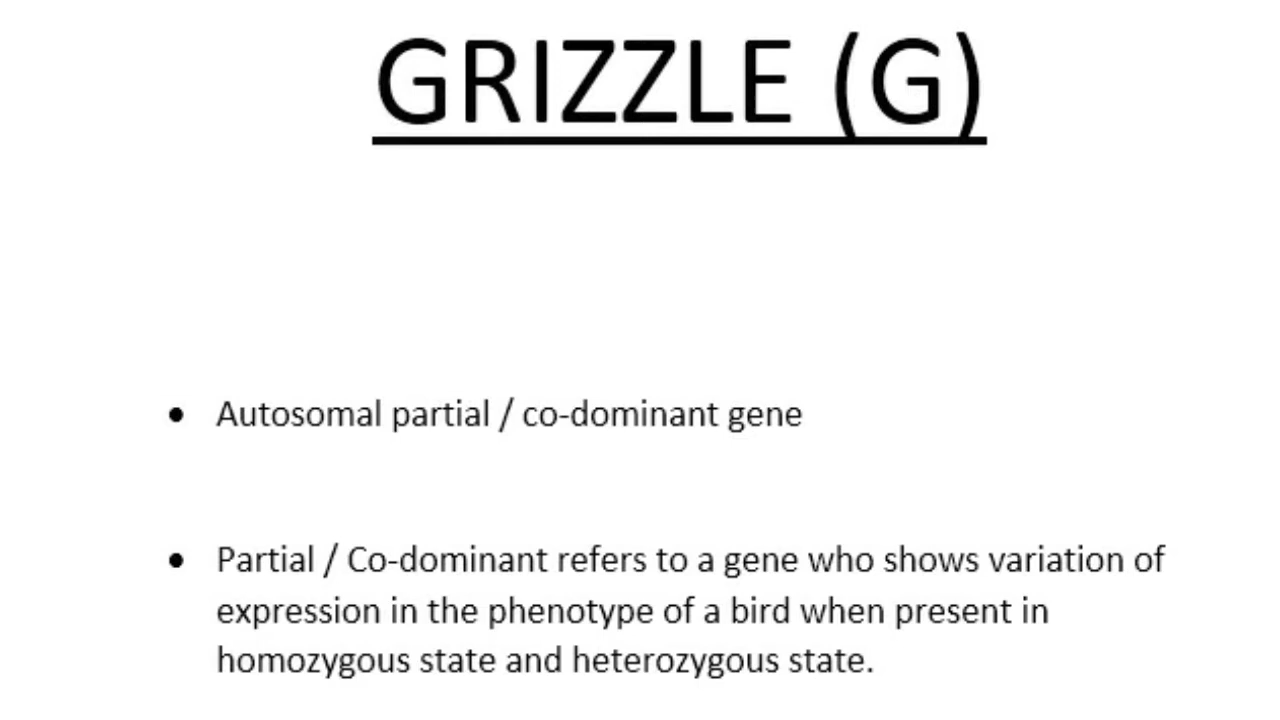 GRIZZLE (G)
• Autosomal partial / co-dominant gene
• Partial / Co-dominant refers to a gene who shows variation of
expression in the phenotype of a bird when present in
homozygous state and heterozygous state.